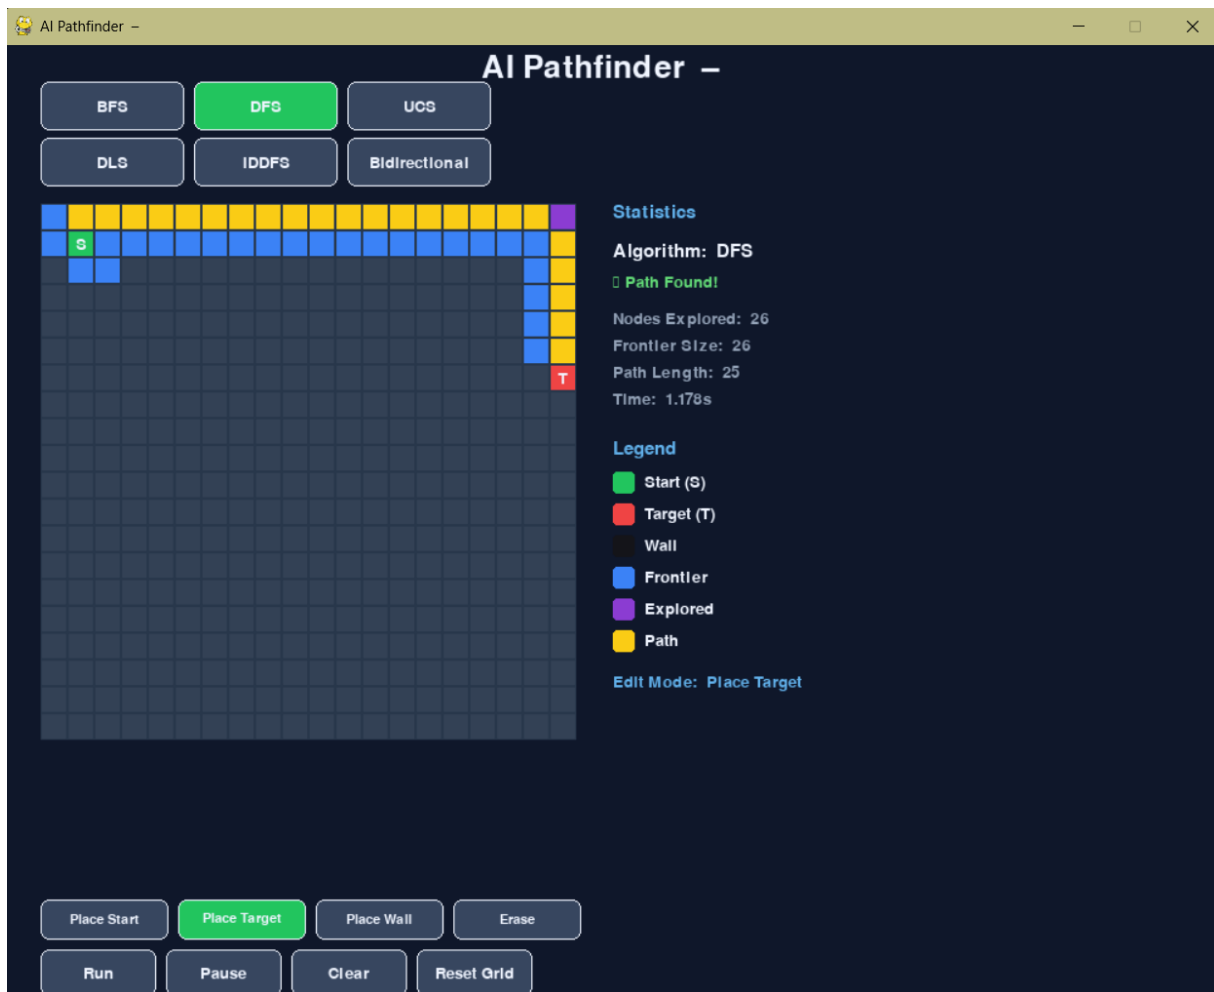 AI Pathfinder –
AI Pathfinder –
BFS DFS UCS
DLS IDDFS Bidirectional
S
T
Statistics
Algorithm: DFS
▯ Path Found!
Nodes Explored: 26
Frontier Size: 26
Path Length: 25
Time: 1.178s
Legend
Start (S)
Target (T)
Wall
Frontier
Explored
Path
Edit Mode: Place Target
Place Start Place Target Place Wall Erase
Run Pause Clear Reset Grid